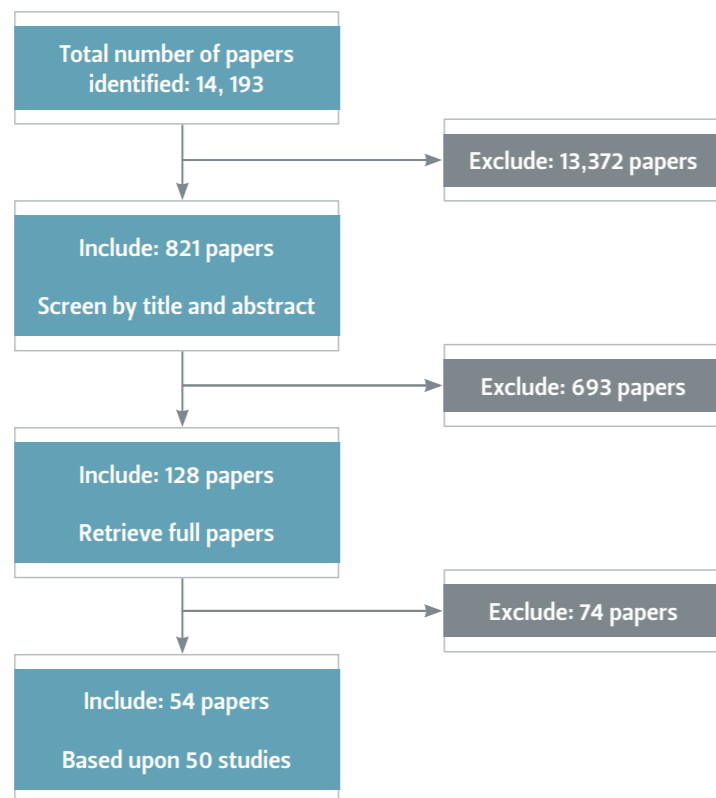 Total number of papers
identified: 14, 193
Exclude: 13,372 papers
Include: 821 papers
Screen by title and abstract
Exclude: 693 papers
Include: 128 papers
Retrieve full papers
Exclude: 74 papers
Include: 54 papers
Based upon 50 studies